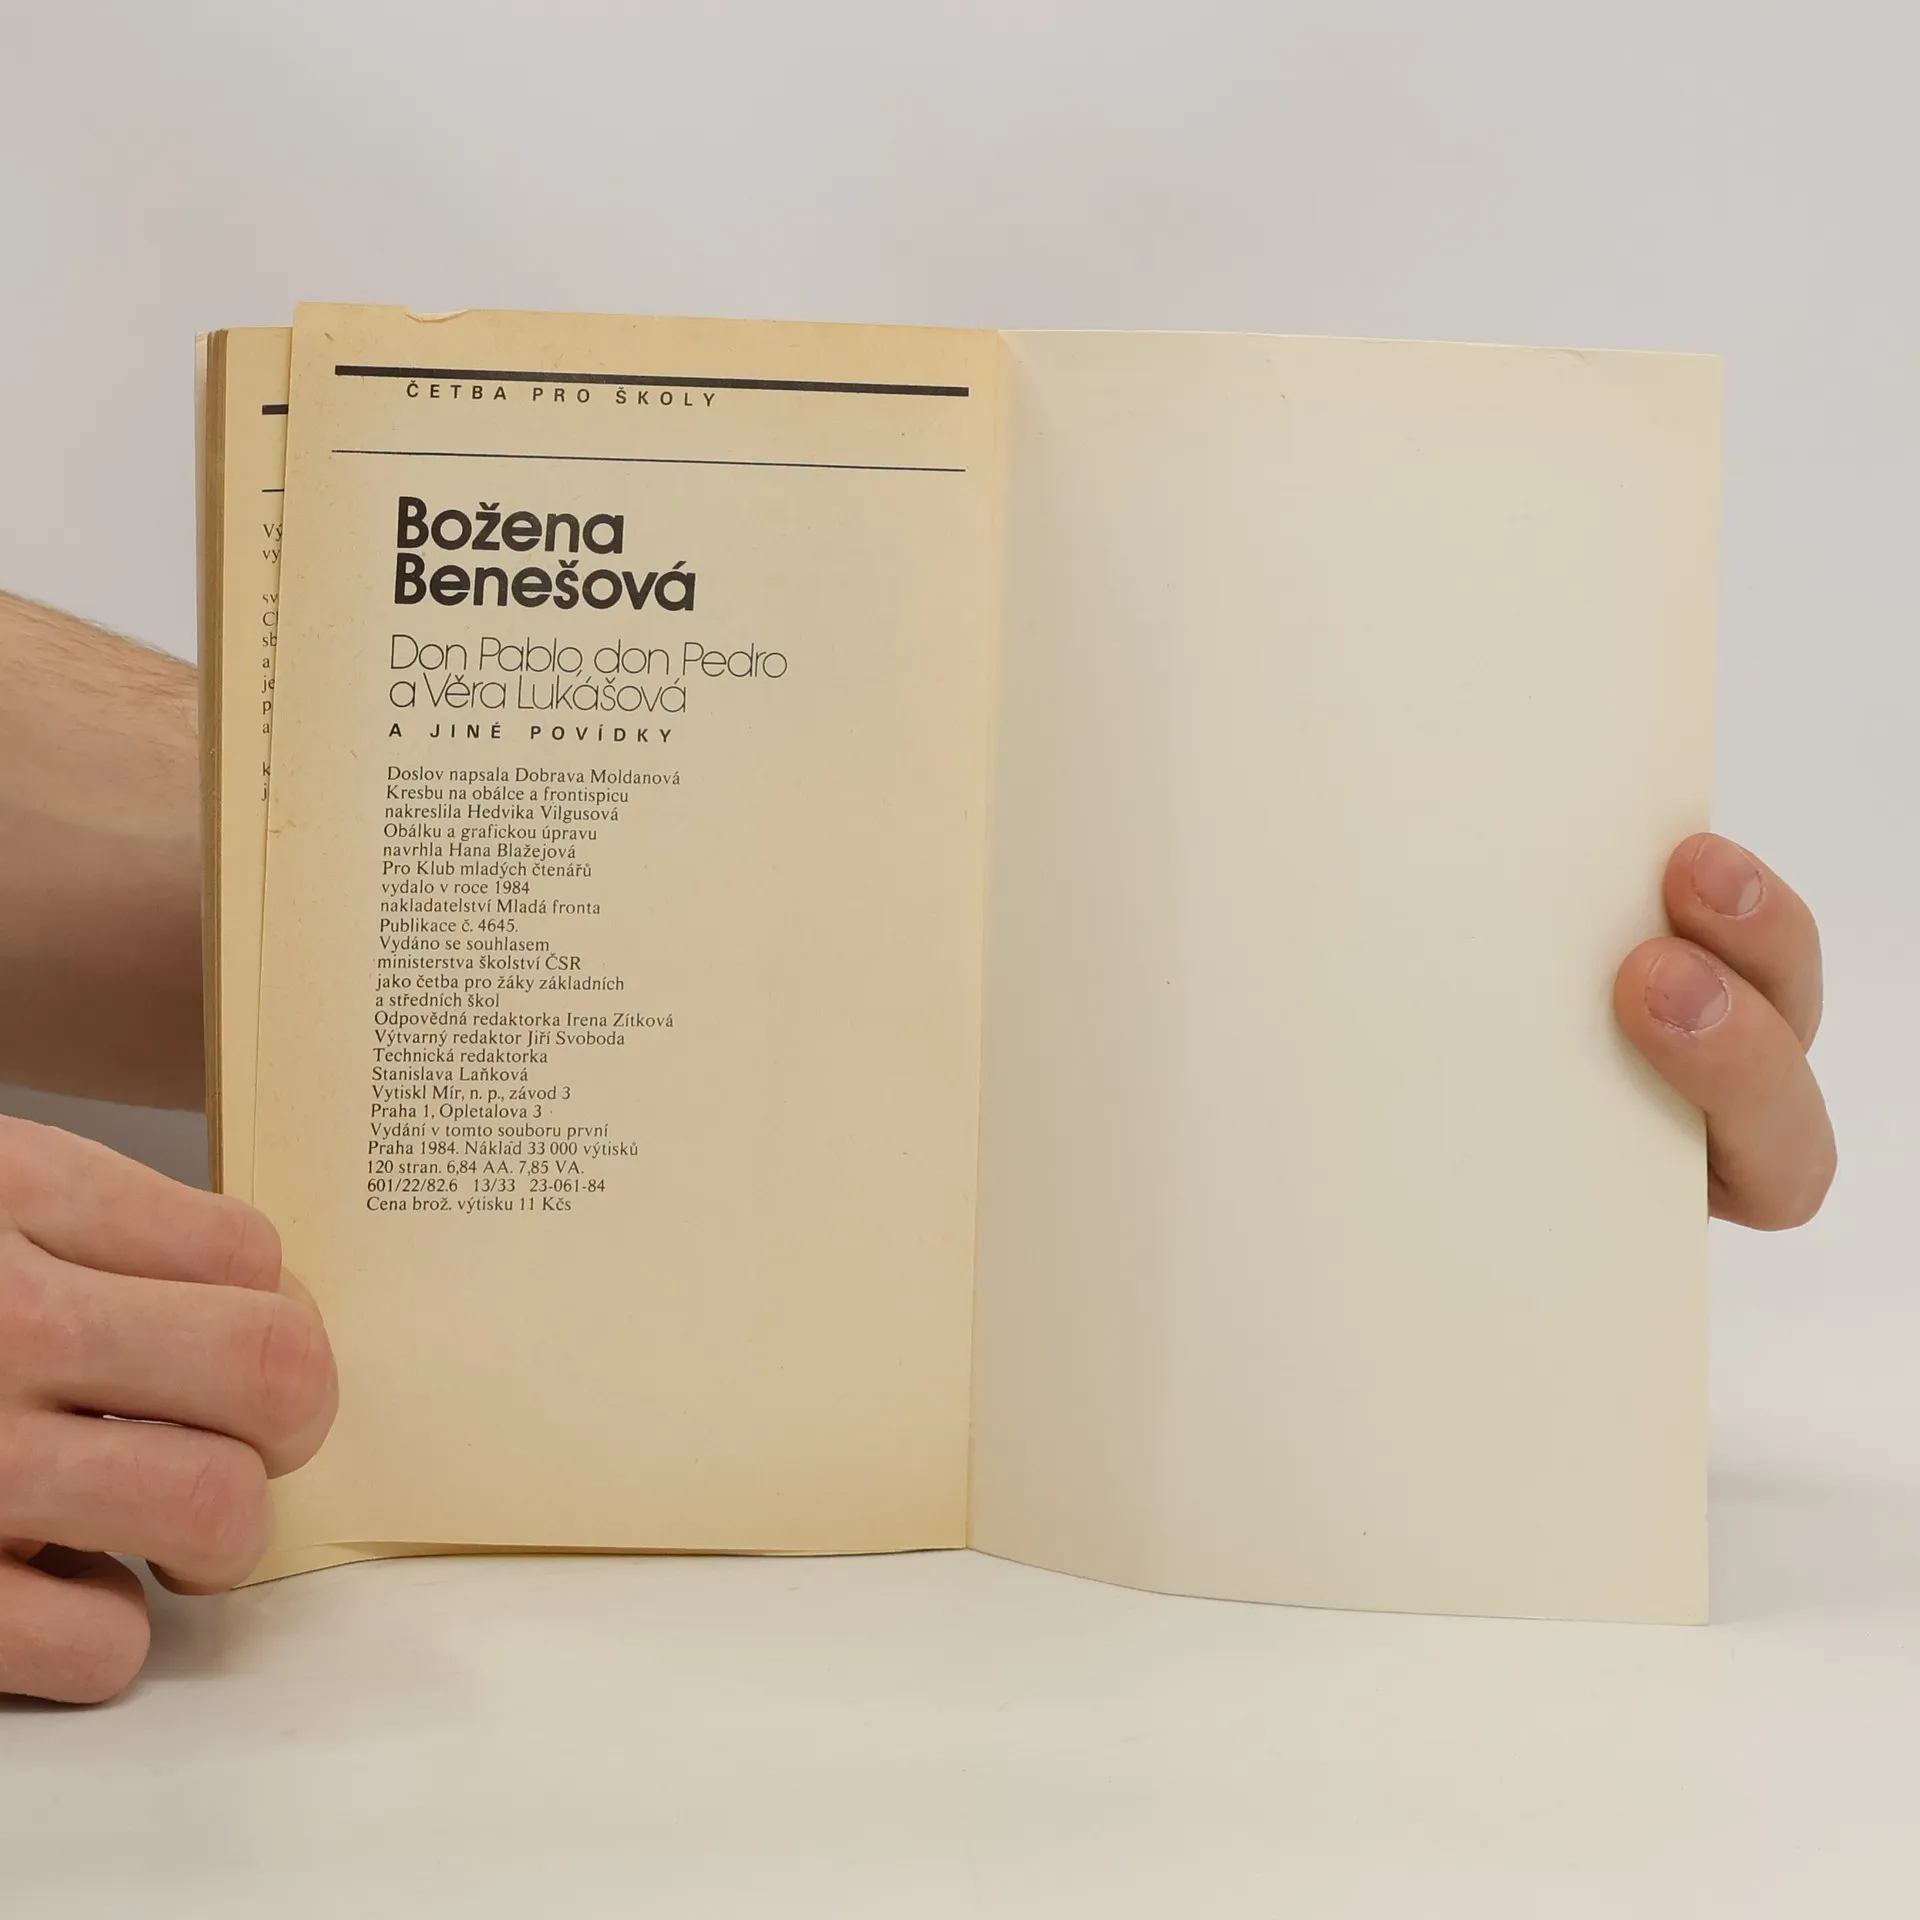 ČETBA PRO ŠKOLY
Božena
Benešová
Don Pablo, don Pedro
a Věra Lukášová
A JINÉ POVÍDKY
Doslov napsala Dobrava Moldanová
Kresbu na obálce a frontispicu
nakreslila Hedvika Vilgusová
Obálku a grafickou úpravu
navrhla Hana Blažejová
Pro Klub mladých čtenářů
vydalo v roce 1984
nakladatelství Mladá fronta
Publikace č. 4645.
Vydáno se souhlasem
ministerstva školství ČSR
jako četba pro žáky základních
a středních škol
Odpovědná redaktorka Irena Zítková
Výtvarný redaktor Jiří Svoboda
Technická redaktorka
Stanislava Laňková
Vytiskl Mír, n. p., závod 3
Praha 1, Opletalova 3
Vydání v tomto souboru první
Praha 1984. Náklad 33 000 výtisků
120 stran. 6,84 AA. 7,85 VA.
601/22/82.6 13/33 23-061-84
Cena brož. výtisku 11 Kčs